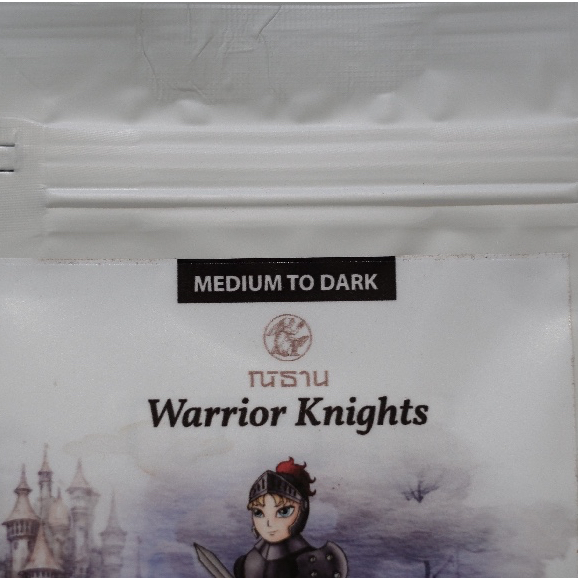 MEDIUM TO DARK
ณธาน
Warrior Knights